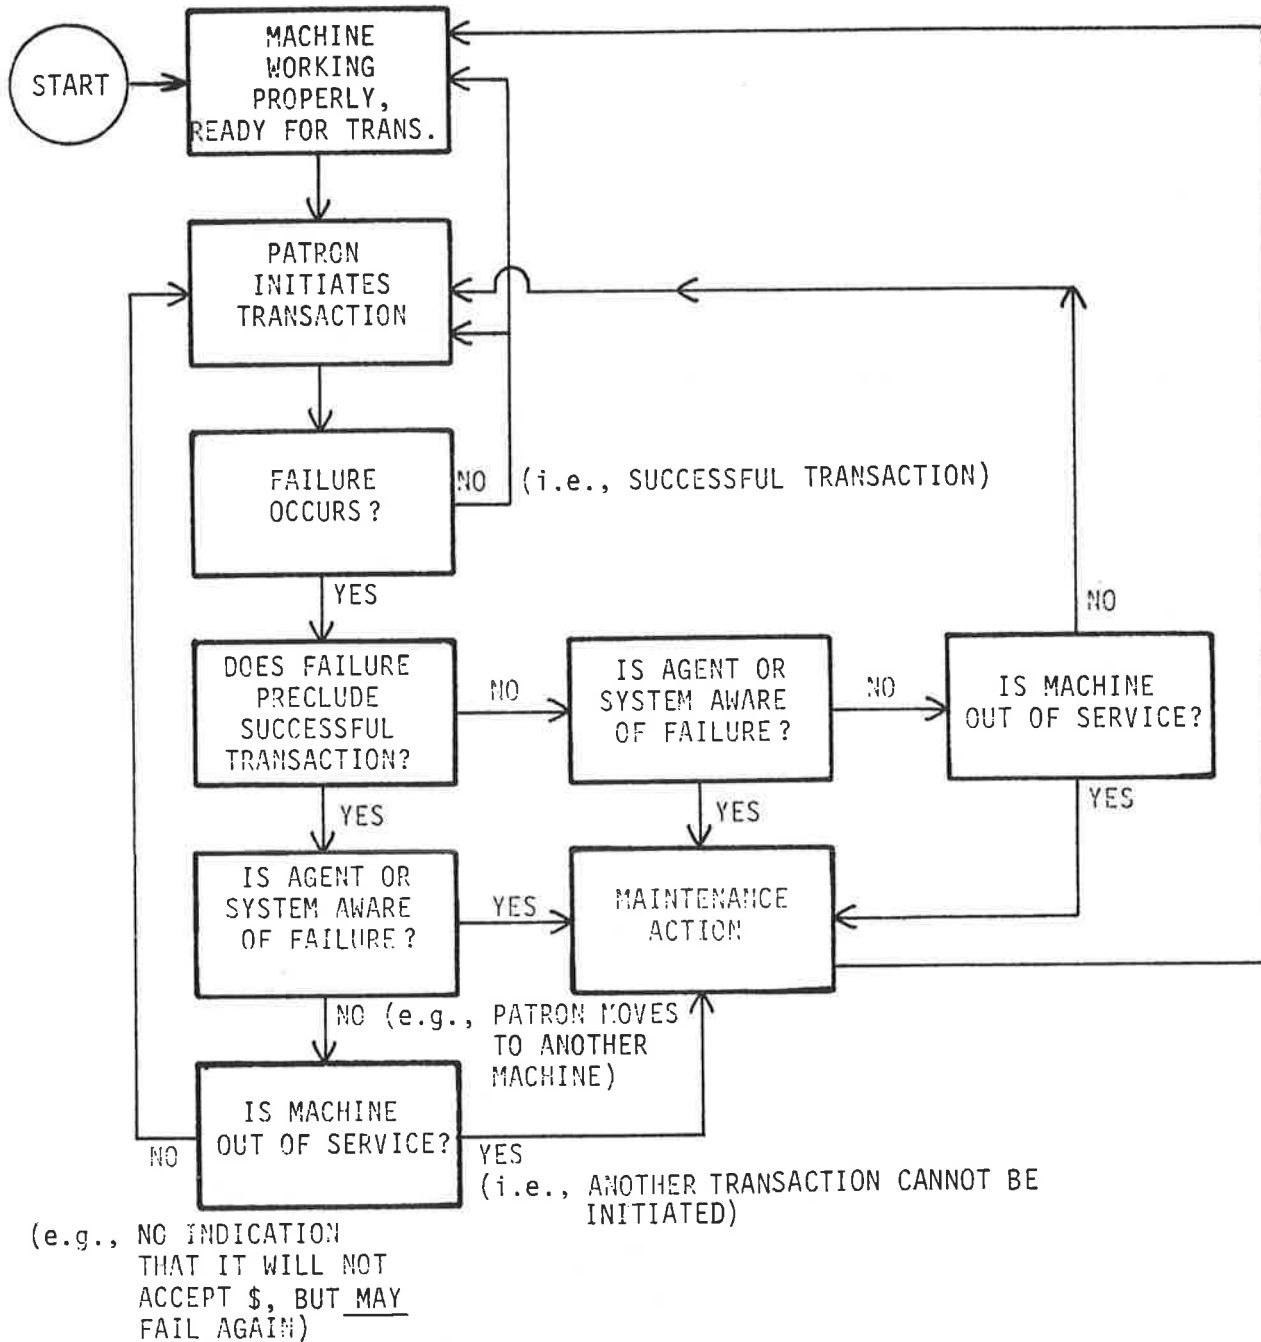 START
MACHINE
WORKING
PROPERLY,
READY FOR TRANS.
PATRON
INITIATES
TRANSACTION
FAILURE
OCCURS?
NO
(i.e., SUCCESSFUL TRANSACTION)
YES
DOES FAILURE
PRECLUDE
SUCCESSFUL
TRANSACTION?
NO
IS AGENT OR
SYSTEM AWARE
OF FAILURE?
NO
IS MACHINE
OUT OF SERVICE?
NO
YES
YES
YES
IS AGENT OR
SYSTEM AWARE
OF FAILURE?
YES
MAINTENANCE
ACTION
NO (e.g., PATRON MOVES
TO ANOTHER
MACHINE)
IS MACHINE
OUT OF SERVICE?
NO
YES
(i.e., ANOTHER TRANSACTION CANNOT BE
INITIATED)
(e.g., NO INDICATION
THAT IT WILL NOT
ACCEPT $, BUT MAY
FAIL AGAIN)